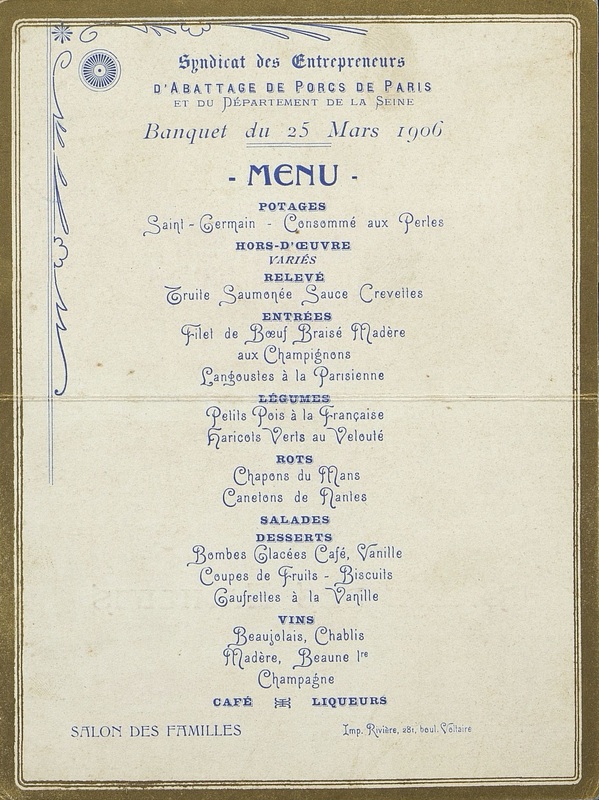 Syndicat des Entrepreneurs
D'ABATTAGE DE PORCS DE PARIS
ET DU DÉPARTEMENT DE LA SEINE
Banquet du 25 Mars 1906
- MENU -
POTAGES
Saint-Germain - Consommé aux Perles
HORS-D'ŒUVRE
VARIÉS
RELEVÉ
Truite Saumonée Sauce Crevettes
ENTRÉES
Filet de Bœuf Braisé Madère
aux Champignons
Langoustes à la Parisienne
LÉGUMES
Petits Pois à la Française
Haricots Verts au Velouté
ROTS
Chapons du Mans
Canetons de Nantes
SALADES
DESSERTS
Bombes Glacées Café, Vanille
Coupes de Fruits - Biscuits
Gaufrettes à la Vanille
VINS
Beaujolais, Chablis
Madère, Beaune 1re
Champagne
CAFÉ LIQUEURS
SALON DES FAMILLES
Imp. Rivière, 281, boul. Voltaire